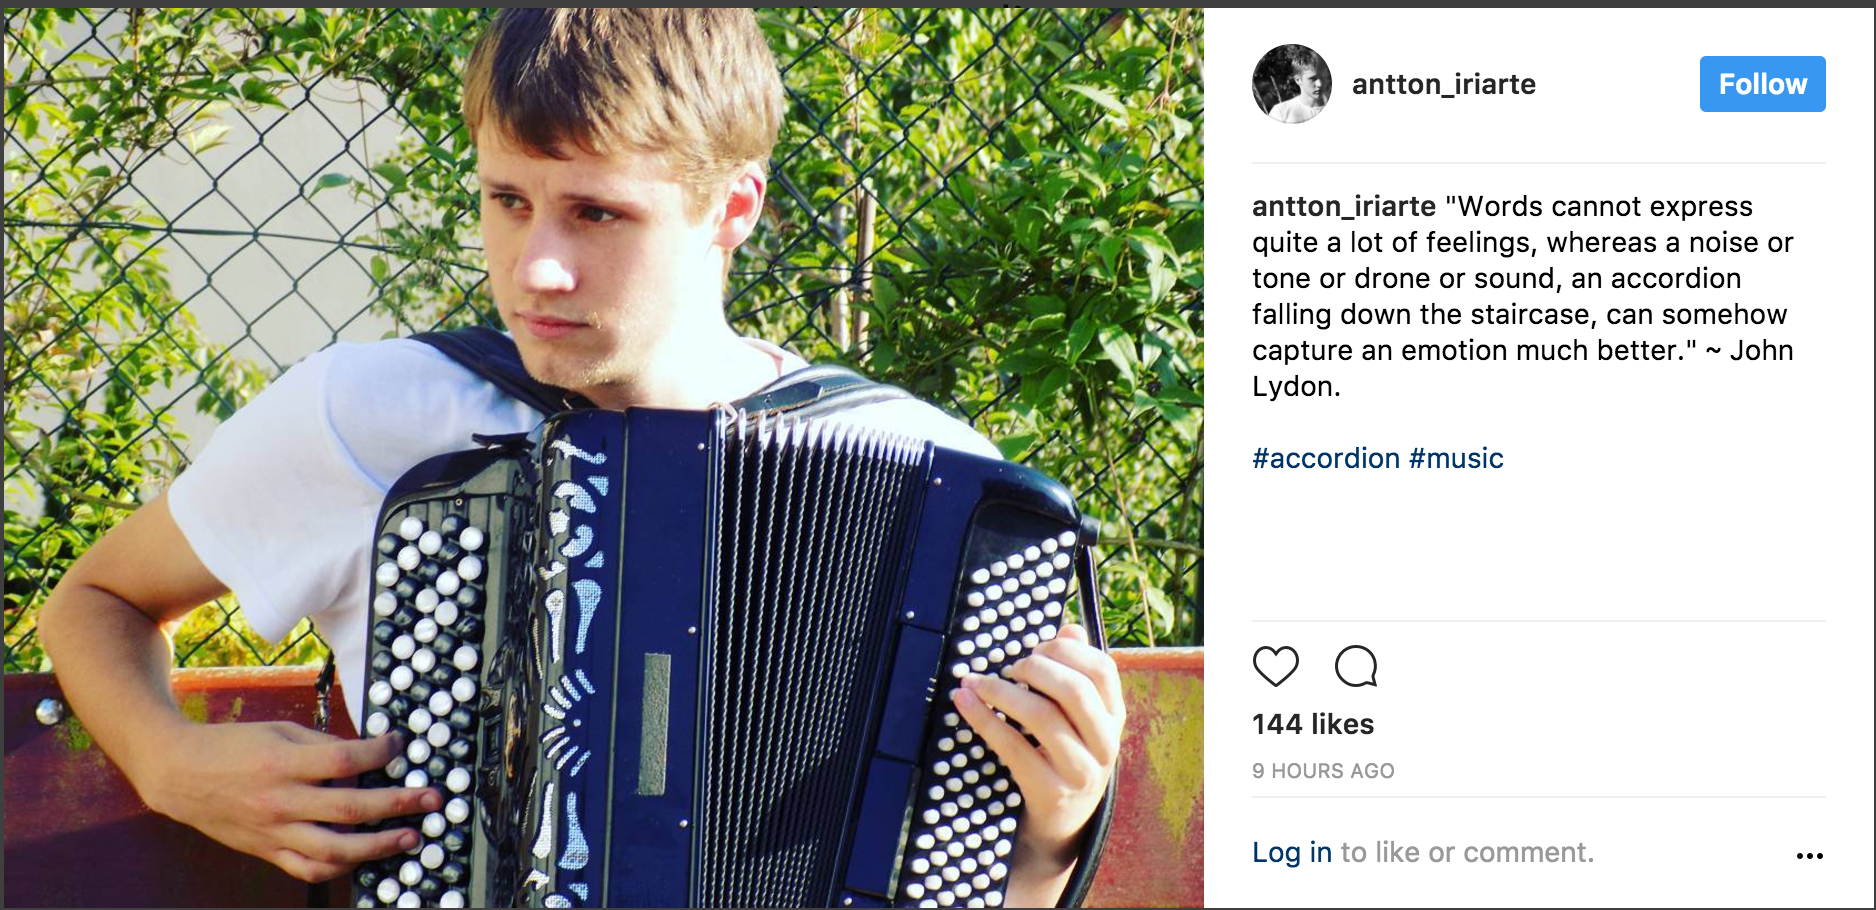 antton_iriarte
Follow
antton_iriarte "Words cannot express
quite a lot of feelings, whereas a noise or
tone or drone or sound, an accordion
falling down the staircase, can somehow
capture an emotion much better." ~ John
Lydon.
#accordion #music
144 likes
9 HOURS AGO
Log in to like or comment.